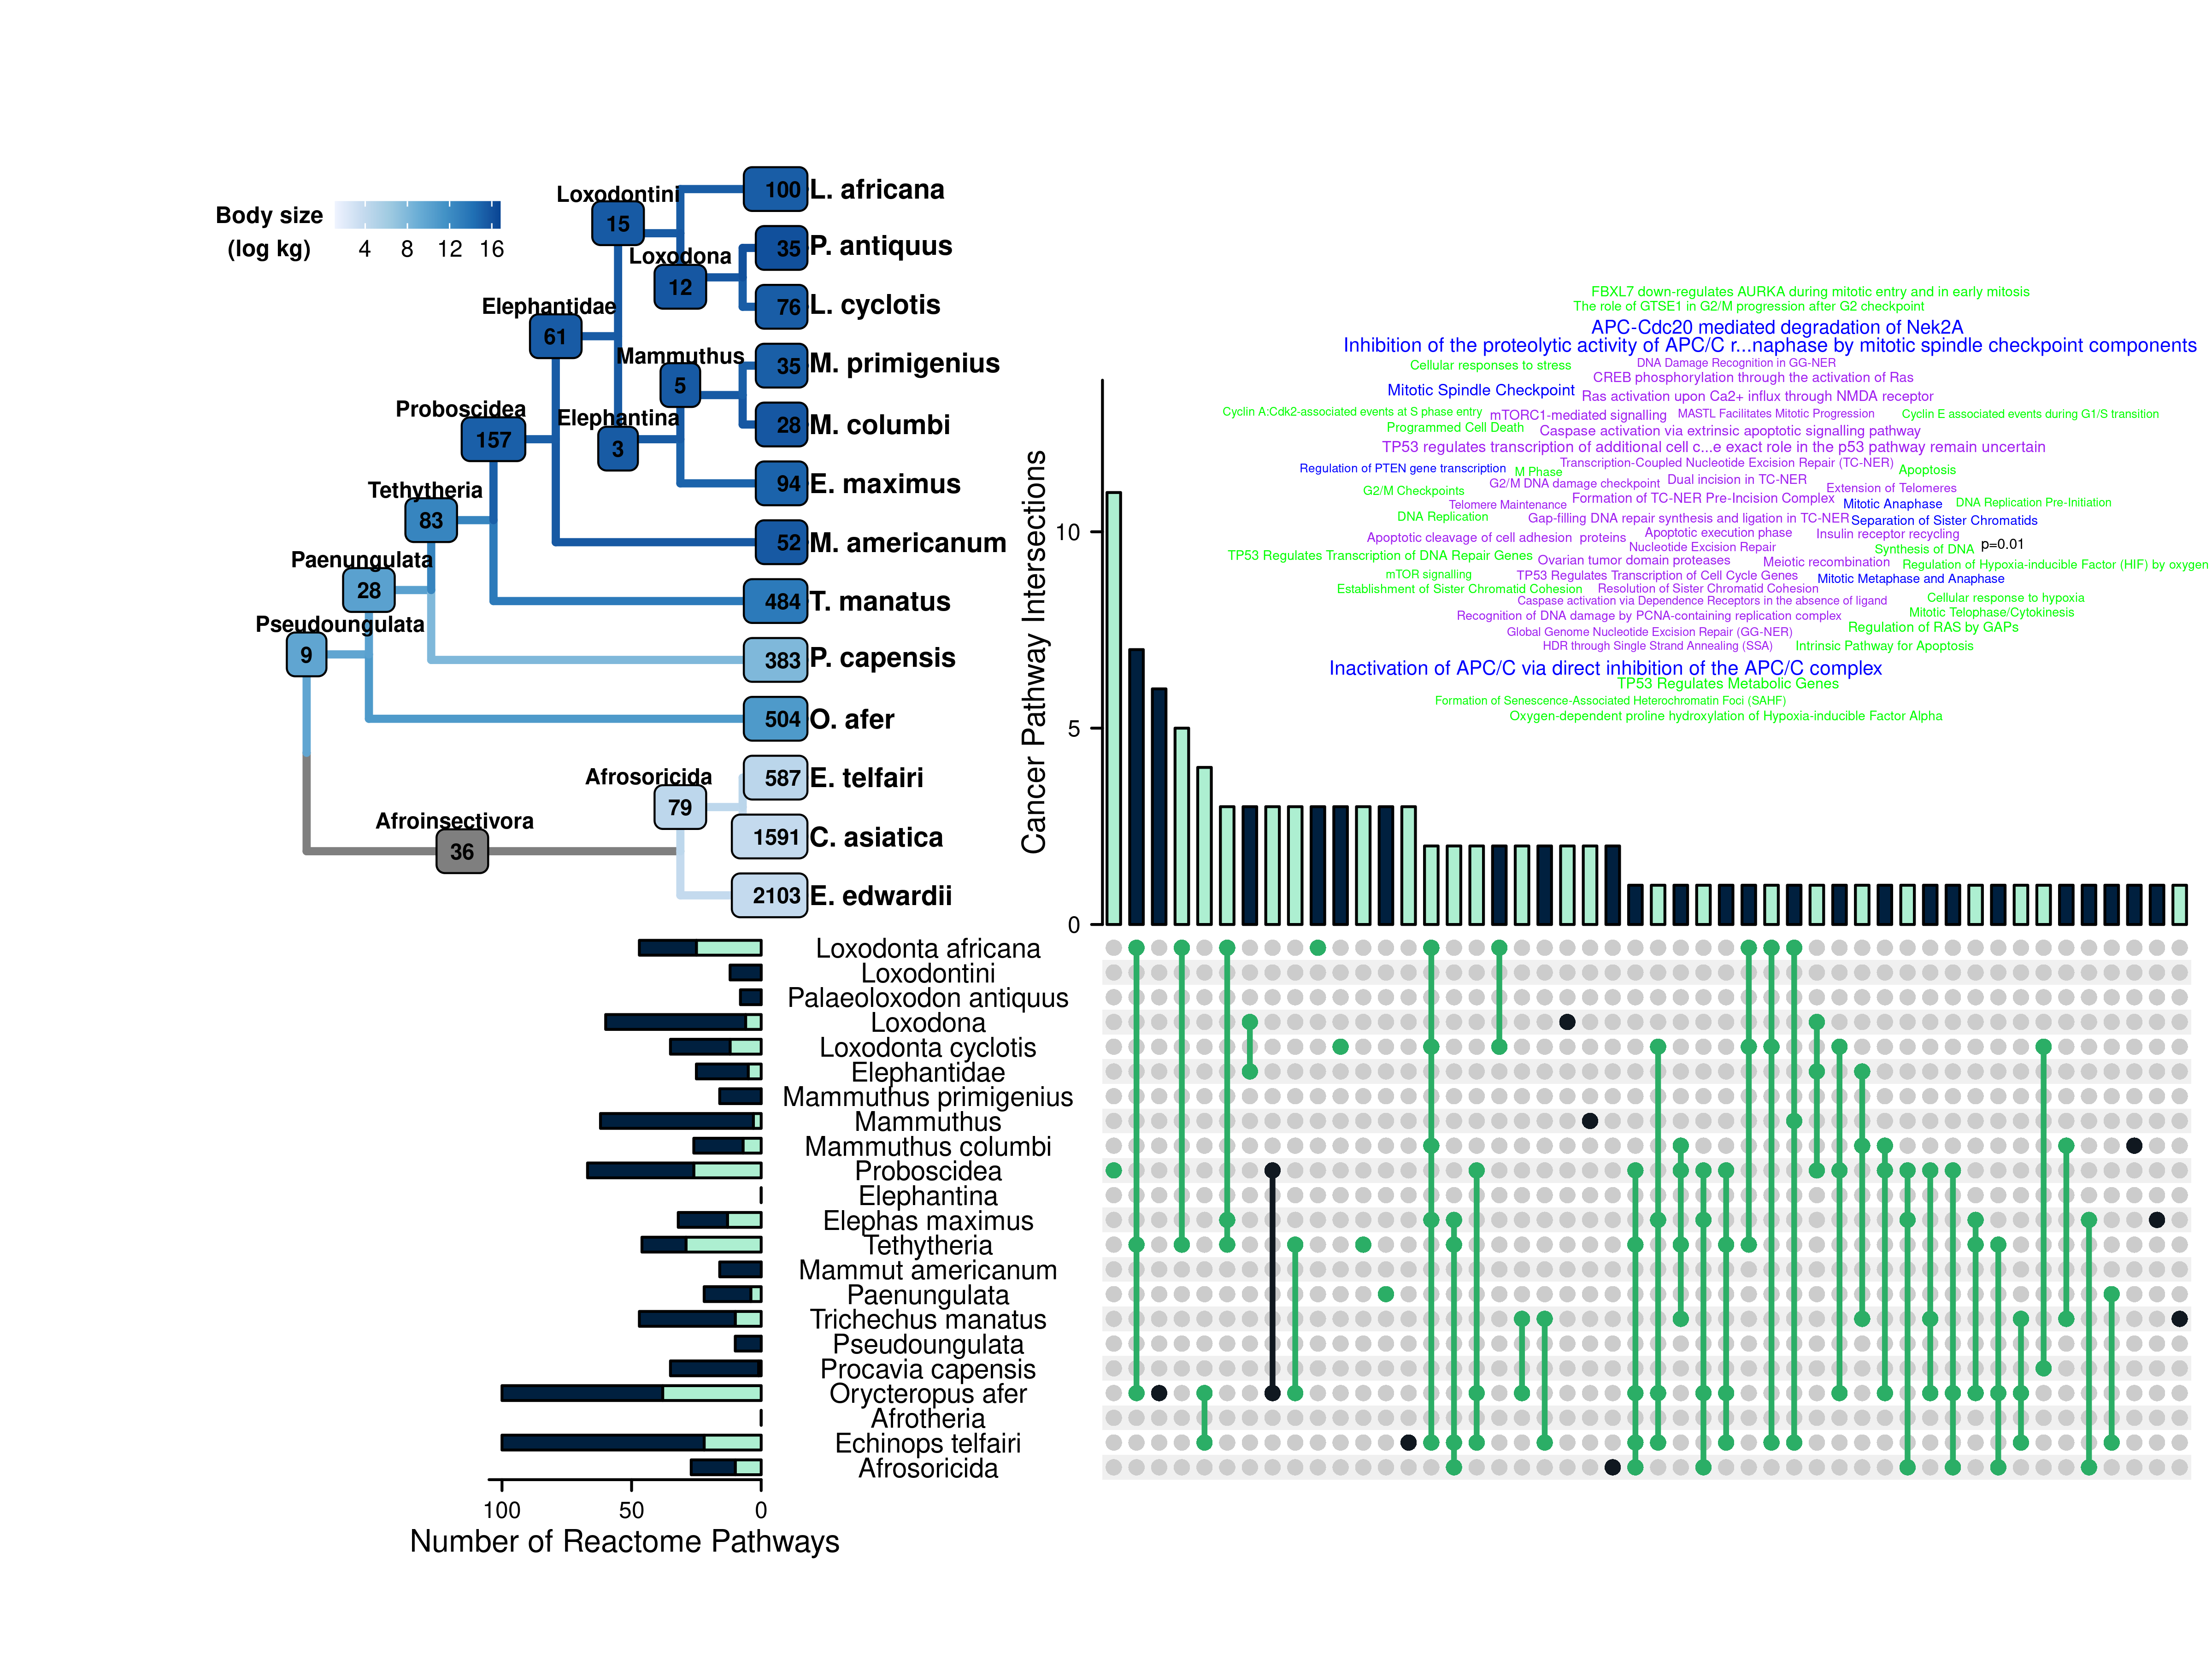 Body size
(log kg)
4 8 12 16
Loxodontini
15
100 L. africana
Loxodona
12
35 P. antiquus
76 L. cyclotis
Elephantidae
61
Mammuthus
5
35 M. primigenius
28 M. columbi
Elephantina
3
94 E. maximus
Proboscidea
157
52 M. americanum
Tethytheria
83
484 T. manatus
Paenungulata
28
383 P. capensis
Pseudoungulata
9
504 O. afer
Afrosoricida
79
587 E. telfairi
1591 C. asiatica
Afroinsectivora
36
2103 E. edwardii
Cancer Pathway Intersections
10
5
0
FBXL7 down-regulates AURKA during mitotic entry and in early mitosis
The role of GTSE1 in G2/M progression after G2 checkpoint
APC-Cdc20 mediated degradation of Nek2A
Inhibition of the proteolytic activity of APC/C r...naphase by mitotic spindle checkpoint components
Cellular responses to stress DNA Damage Recognition in GG-NER
CREB phosphorylation through the activation of Ras
Mitotic Spindle Checkpoint Ras activation upon Ca2+ influx through NMDA receptor
Cyclin A:Cdk2-associated events at S phase entry mTORC1-mediated signalling MASTL Facilitates Mitotic Progression Cyclin E associated events during G1/S transition
Programmed Cell Death Caspase activation via extrinsic apoptotic signalling pathway
TP53 regulates transcription of additional cell c...e exact role in the p53 pathway remain uncertain
Regulation of PTEN gene transcription M Phase Transcription-Coupled Nucleotide Excision Repair (TC-NER) Apoptosis
G2/M Checkpoints G2/M DNA damage checkpoint Dual incision in TC-NER Extension of Telomeres
Telomere Maintenance Formation of TC-NER Pre-Incision Complex Mitotic Anaphase DNA Replication Pre-Initiation
DNA Replication Gap-filling DNA repair synthesis and ligation in TC-NER Separation of Sister Chromatids
Apoptotic cleavage of cell adhesion proteins Apoptotic execution phase Insulin receptor recycling
Nucleotide Excision Repair Synthesis of DNA p=0.01
TP53 Regulates Transcription of DNA Repair Genes Ovarian tumor domain proteases Meiotic recombination Regulation of Hypoxia-inducible Factor (HIF) by oxygen
mTOR signalling TP53 Regulates Transcription of Cell Cycle Genes Mitotic Metaphase and Anaphase
Establishment of Sister Chromatid Cohesion Resolution of Sister Chromatid Cohesion
Caspase activation via Dependence Receptors in the absence of ligand Cellular response to hypoxia
Recognition of DNA damage by PCNA-containing replication complex Mitotic Telophase/Cytokinesis
Global Genome Nucleotide Excision Repair (GG-NER) Regulation of RAS by GAPs
HDR through Single Strand Annealing (SSA) Intrinsic Pathway for Apoptosis
Inactivation of APC/C via direct inhibition of the APC/C complex
TP53 Regulates Metabolic Genes
Formation of Senescence-Associated Heterochromatin Foci (SAHF)
Oxygen-dependent proline hydroxylation of Hypoxia-inducible Factor Alpha
Loxodonta africana
Loxodontini
Palaeoloxodon antiquus
Loxodona
Loxodonta cyclotis
Elephantidae
Mammuthus primigenius
Mammuthus
Mammuthus columbi
Proboscidea
Elephantina
Elephas maximus
Tethytheria
Mammut americanum
Paenungulata
Trichechus manatus
Pseudoungulata
Procavia capensis
Orycteropus afer
Afrotheria
Echinops telfairi
Afrosoricida
100 50 0
Number of Reactome Pathways